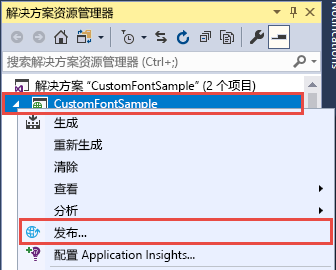 解决方案资源管理器
搜索解决方案资源管理器(Ctrl+;)
解决方案 “CustomFontSample” (2 个项目)
CustomFontSample
生成
重新生成
清除
查看
分析
发布...
配置 Application Insights...
Notifications